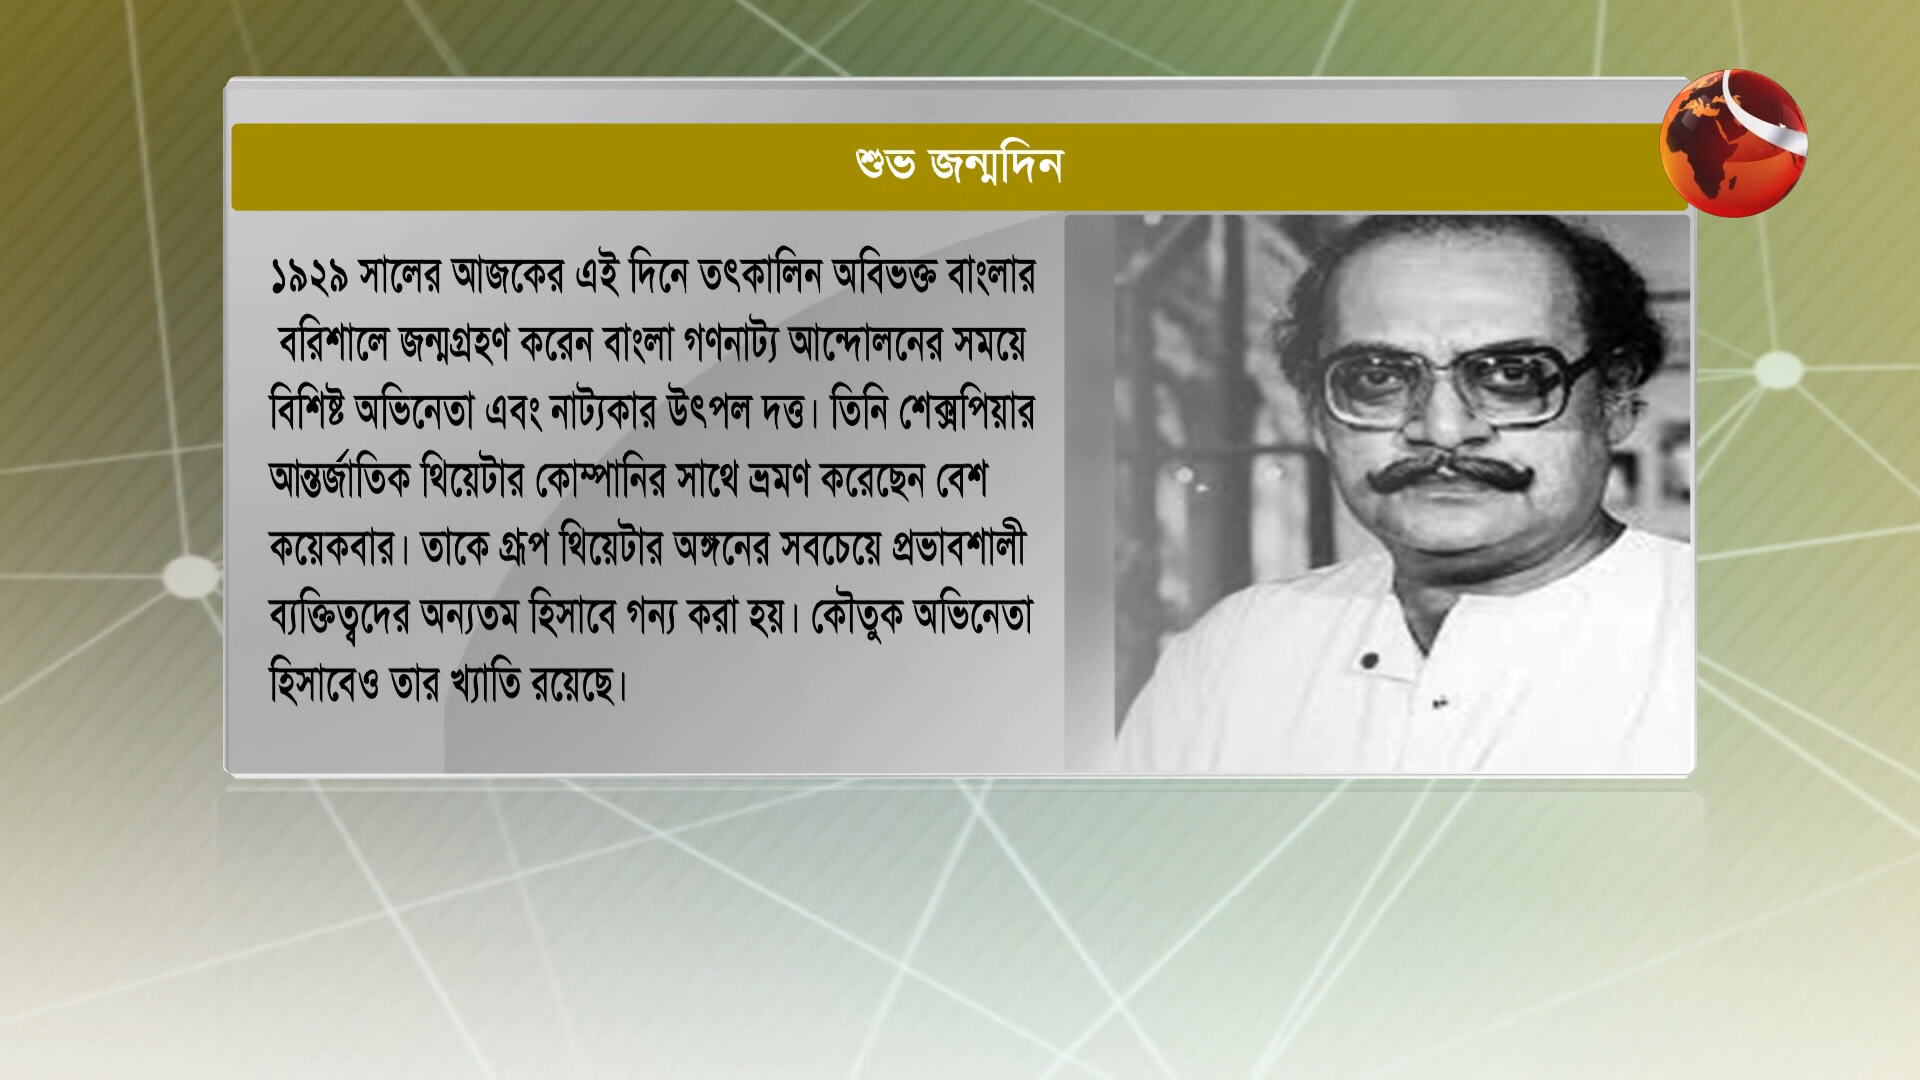 শুভ জন্মদিন
১৯২৯ সালের আজকের এই দিনে তৎকালিন অবিভক্ত বাংলার
বরিশালে জন্মগ্রহণ করেন বাংলা গণনাট্য আন্দোলনের সময়ে
বিশিষ্ট অভিনেতা এবং নাট্যকার উৎপল দত্ত। তিনি শেক্সপিয়ার
আন্তর্জাতিক থিয়েটার কোম্পানির সাথে ভ্রমণ করেছেন বেশ
কয়েকবার। তাকে গ্রূপ থিয়েটার অঙ্গনের সবচেয়ে প্রভাবশালী
ব্যক্তিত্বদের অন্যতম হিসাবে গন্য করা হয়। কৌতুক অভিনেতা
হিসাবেও তার খ্যাতি রয়েছে।